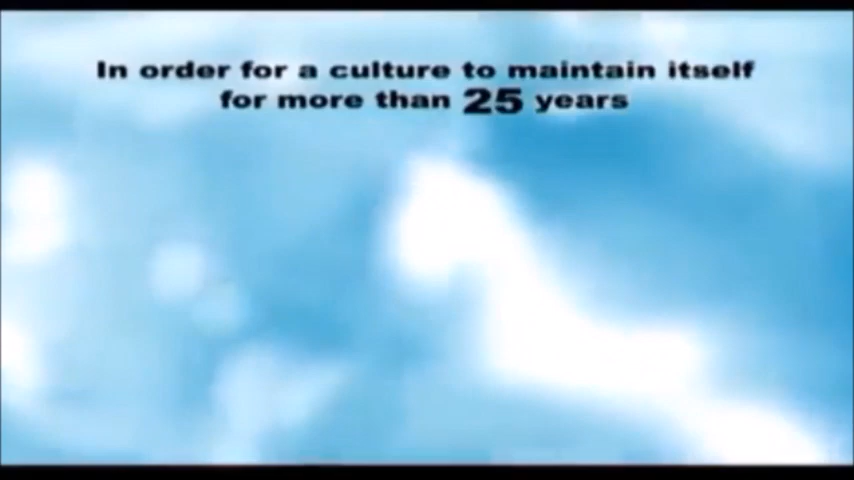 In order for a culture to maintain itself
for more than 25 years